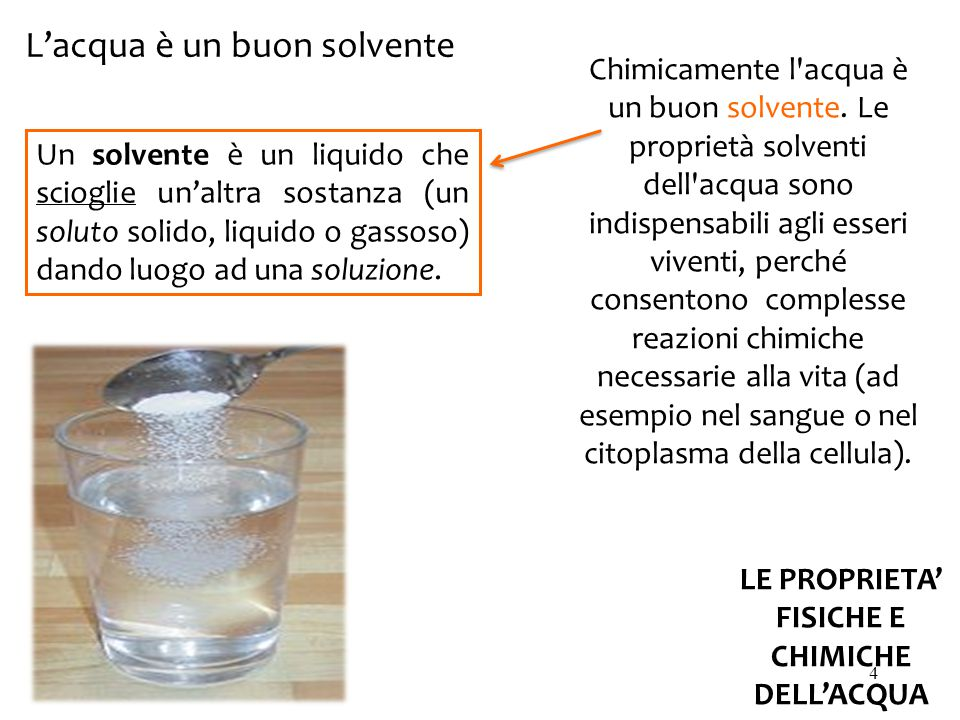 L’acqua è un buon solvente
Un solvente è un liquido che
scioglie un’altra sostanza (un
soluto solido, liquido o gassoso)
dando luogo ad una soluzione.
Chimicamente l'acqua è
un buon solvente. Le
proprietà solventi
dell'acqua sono
indispensabili agli esseri
viventi, perché
consentono complesse
reazioni chimiche
necessarie alla vita (ad
esempio nel sangue o nel
citoplasma della cellula).
LE PROPRIETA’
FISICHE E
CHIMICHE
DELL’ACQUA
4